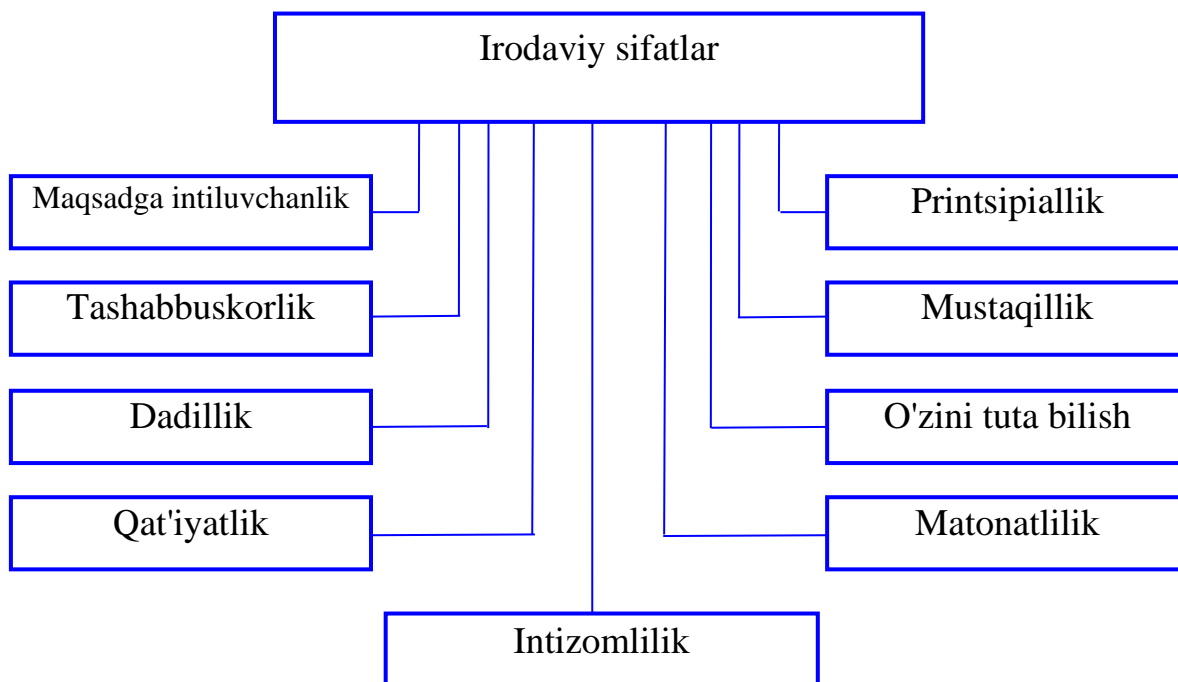 Irodaviy sifatlar
Maqsadga intiluvchanlik
Printsipiallik
Tashabbuskorlik
Mustaqillik
Dadillik
O'zini tuta bilish
Qat'iyatlik
Matonatlilik
Intizomlilik